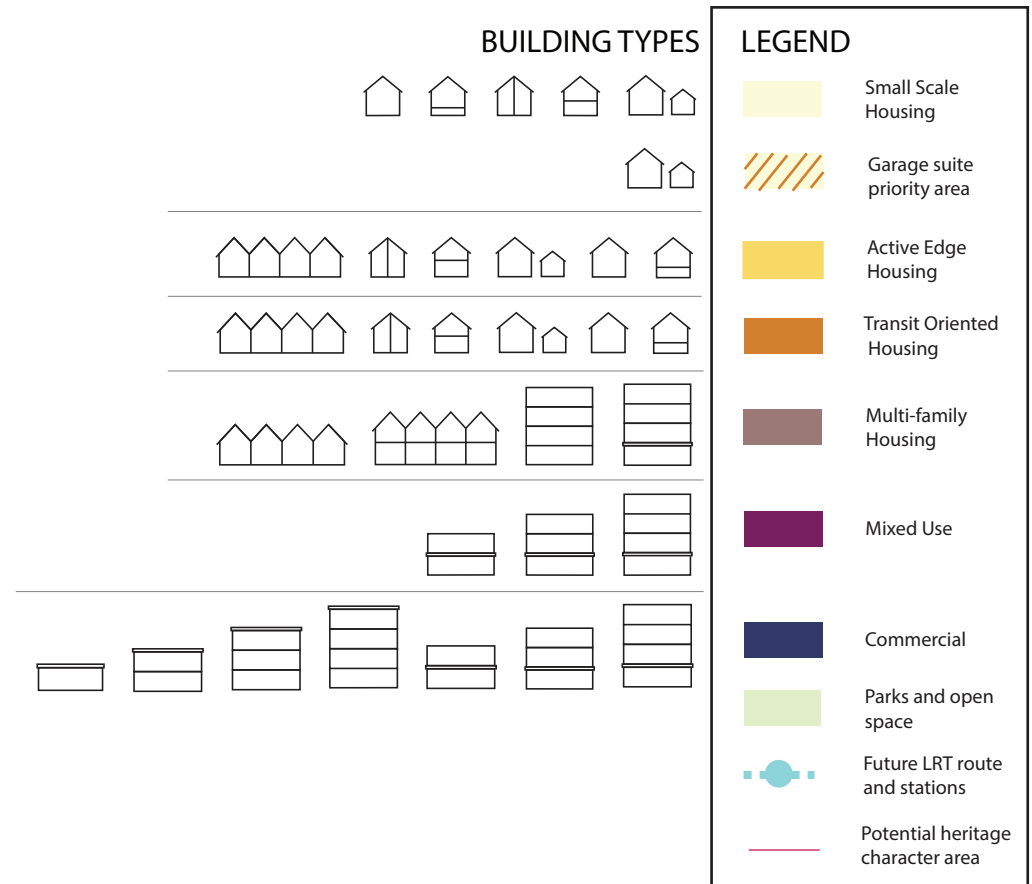 BUILDING TYPES
LEGEND
Small Scale
Housing
Garage suite
priority area
Active Edge
Housing
Transit Oriented
Housing
Multi-family
Housing
Mixed Use
Commercial
Parks and open
space
Future LRT route
and stations
Potential heritage
character area